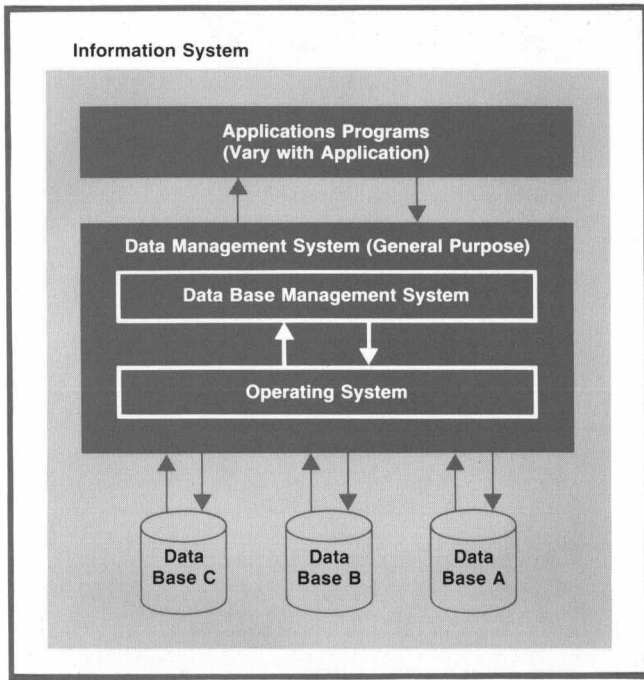 Information System
Applications Programs
(Vary with Application)
Data Management System (General Purpose)
Data Base Management System
Operating System
Data
Base C
Data
Base B
Data
Base A